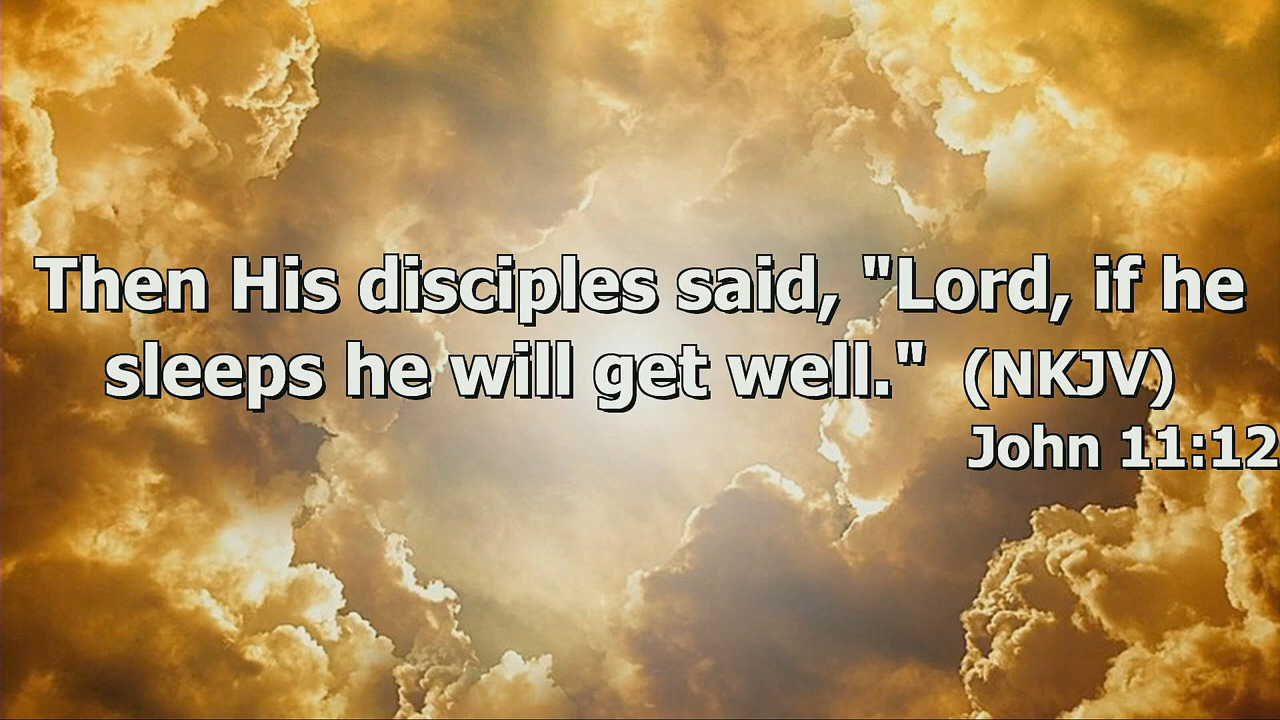 Then His disciples said, "Lord, if he
sleeps he will get well."  (NKJV)
John 11:12